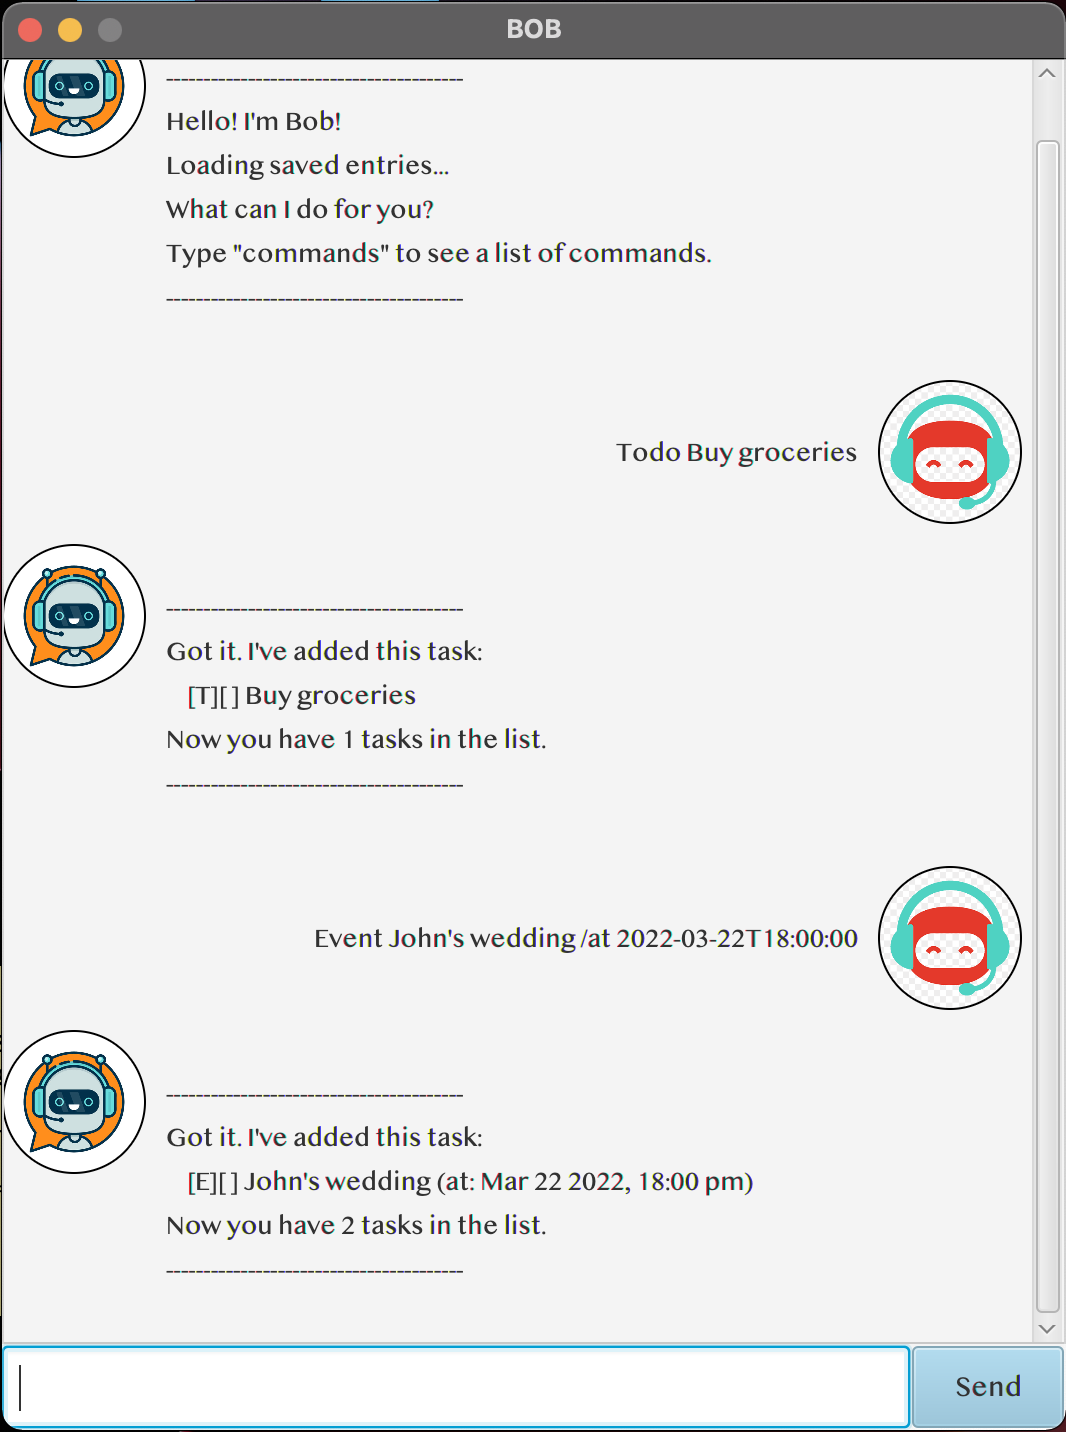 BOB
---------------------------------------
Hello! I'm Bob!
Loading saved entries...
What can I do for you?
Type "commands" to see a list of commands.
---------------------------------------
Todo Buy groceries
---------------------------------------
Got it. I've added this task:
[T][ ] Buy groceries
Now you have 1 tasks in the list.
---------------------------------------
Event John's wedding /at 2022-03-22T18:00:00
---------------------------------------
Got it. I've added this task:
[E][ ] John's wedding (at: Mar 22 2022, 18:00 pm)
Now you have 2 tasks in the list.
---------------------------------------
Send